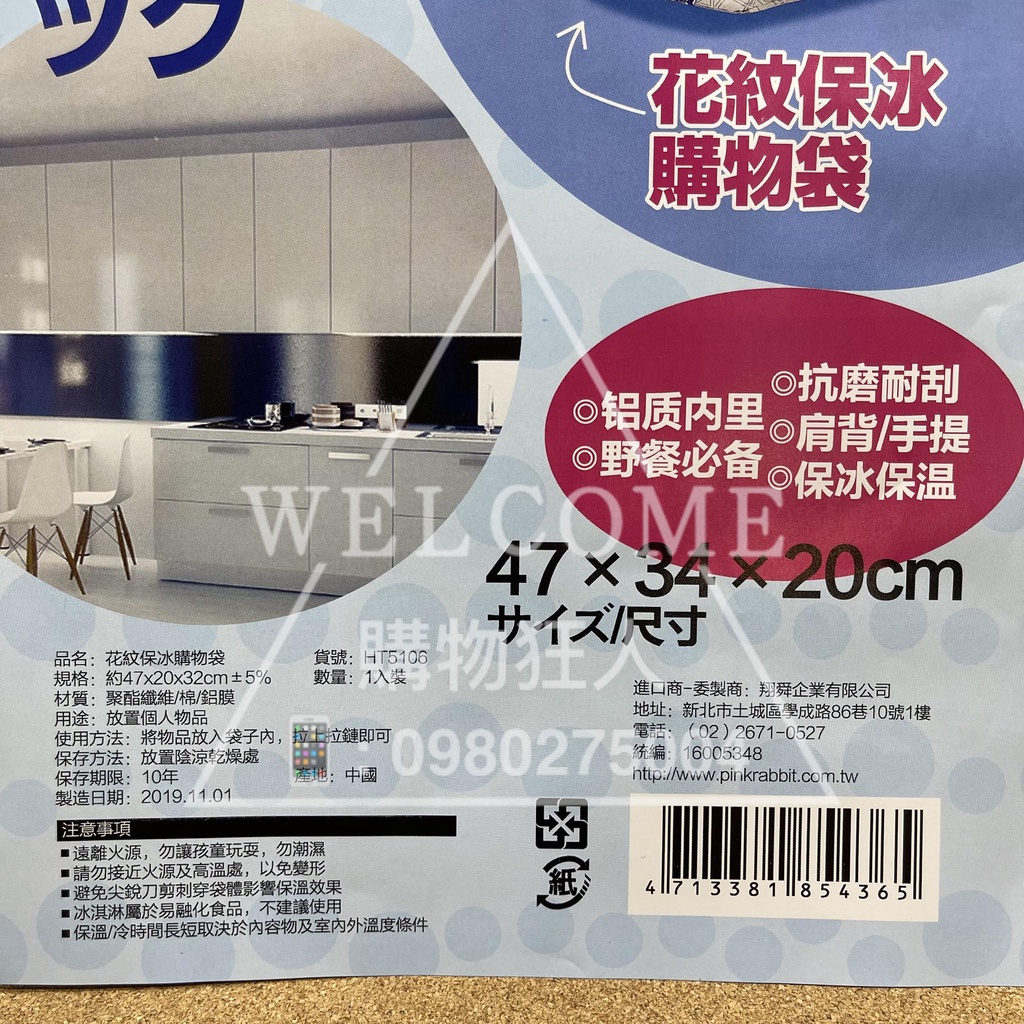 ック
花紋保冰
購物袋
◎铝质内里
◎野餐必备
◎抗磨耐刮
◎肩背/手提
◎保冰保温
WELCOME
47×34×20cm
サイズ/尺寸
購物狂人
品名：花紋保冰購物袋
貨號：HT5106
規格：約47x20x32cm±5%
數量：1入裝
材質：聚酯纖維/棉/鋁膜
用途：放置個人物品
使用方法：將物品放入袋子內，拉上拉鏈即可
保存方法：放置陰涼乾燥處
保存期限：10年
產地：中國
製造日期：2019.11.01
進口商-委製商：翔舜企業有限公司
地址：新北市土城區學成路86巷10號1樓
電話：（02）2671-0527
統編：16005348
http://www.pinkrabbit.com.tw
注意事項
■遠離火源，勿讓孩童玩耍，勿潮濕
■請勿接近火源及高溫處，以免變形
■避免尖銳刀剪刺穿袋體影響保溫效果
■冰淇淋屬於易融化食品，不建議使用
■保溫/冷時間長短取決於內容物及室內外溫度條件
紙
4 713381 854365